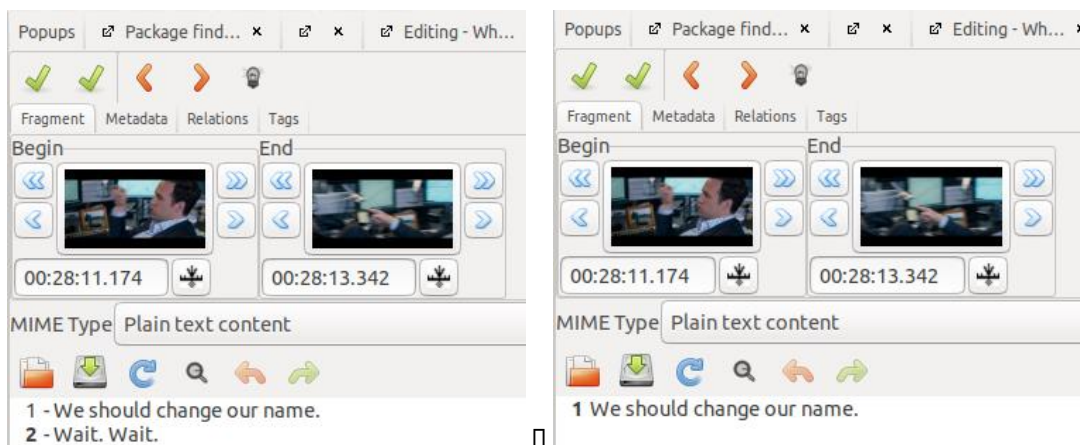 Popups Package find... × × Editing - Wh...
Fragment Metadata Relations Tags
Begin End
00:28:11.174 00:28:13.342
MIME Type Plain text content
1 - We should change our name.
2 - Wait. Wait.
Popups Package find... × × Editing - Wh... ×
Fragment Metadata Relations Tags
Begin End
00:28:11.174 00:28:13.342
MIME Type Plain text content
1 We should change our name.